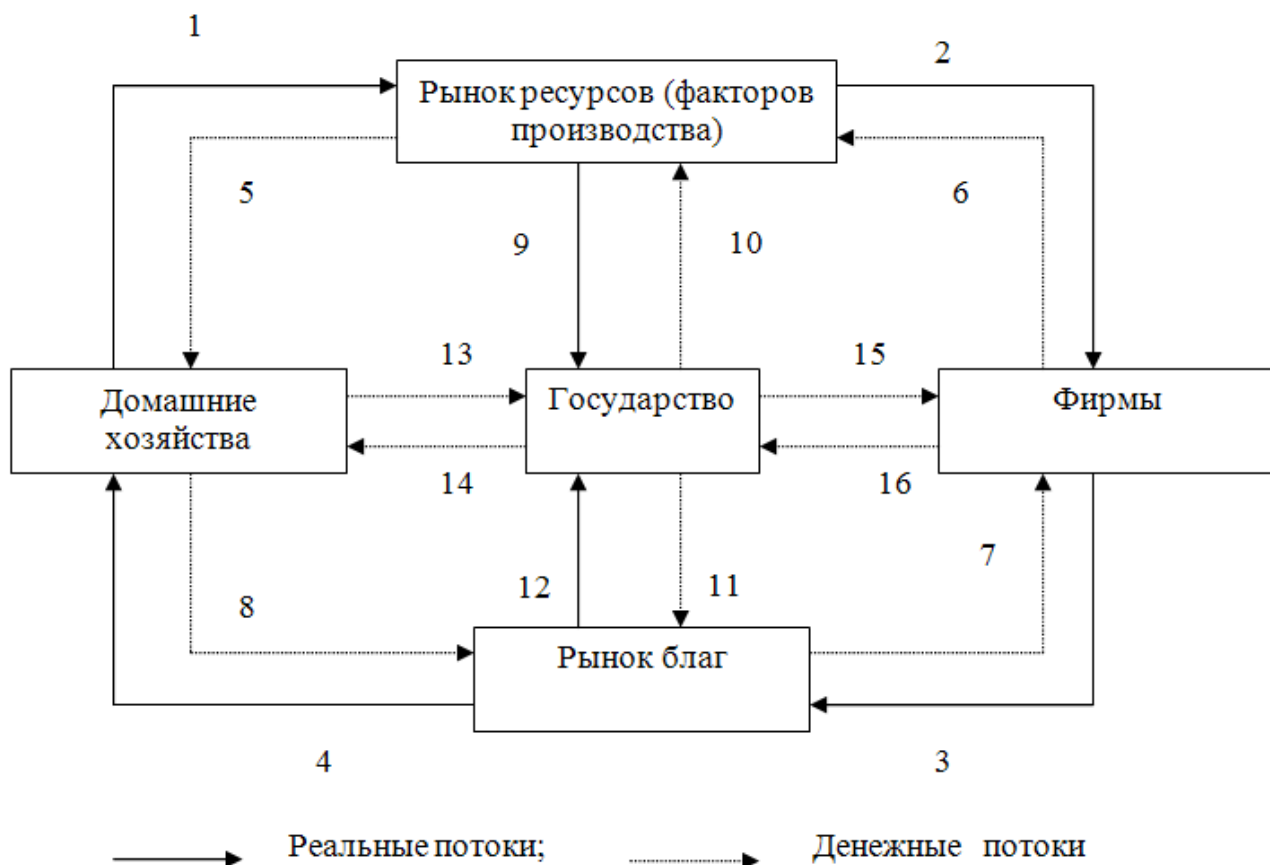 1
2
Рынок ресурсов (факторов
производства)
5
6
9
10
13
15
Домашние
хозяйства
Государство
Фирмы
14
16
8
12
11
7
Рынок благ
4
3
Реальные потоки;
Денежные потоки